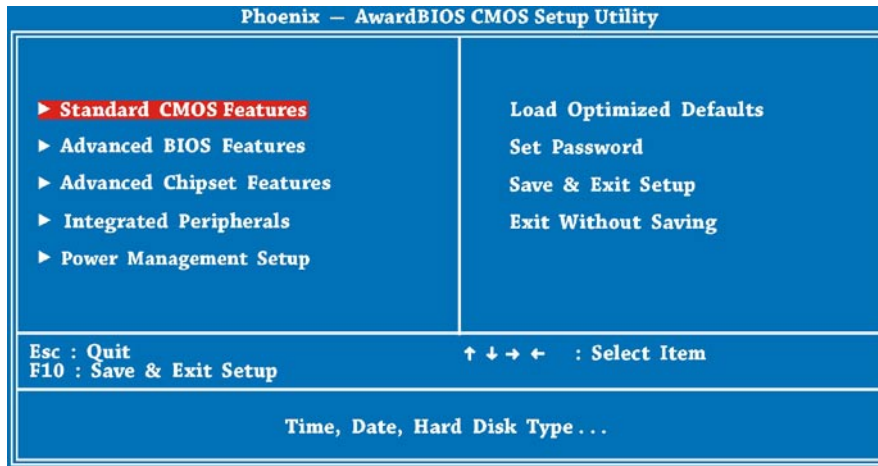 Phoenix — AwardBIOS CMOS Setup Utility
► Standard CMOS Features
► Advanced BIOS Features
► Advanced Chipset Features
► Integrated Peripherals
► Power Management Setup
Load Optimized Defaults
Set Password
Save & Exit Setup
Exit Without Saving
Esc : Quit
F10 : Save & Exit Setup
↑ ↓ → ← : Select Item
Time, Date, Hard Disk Type...